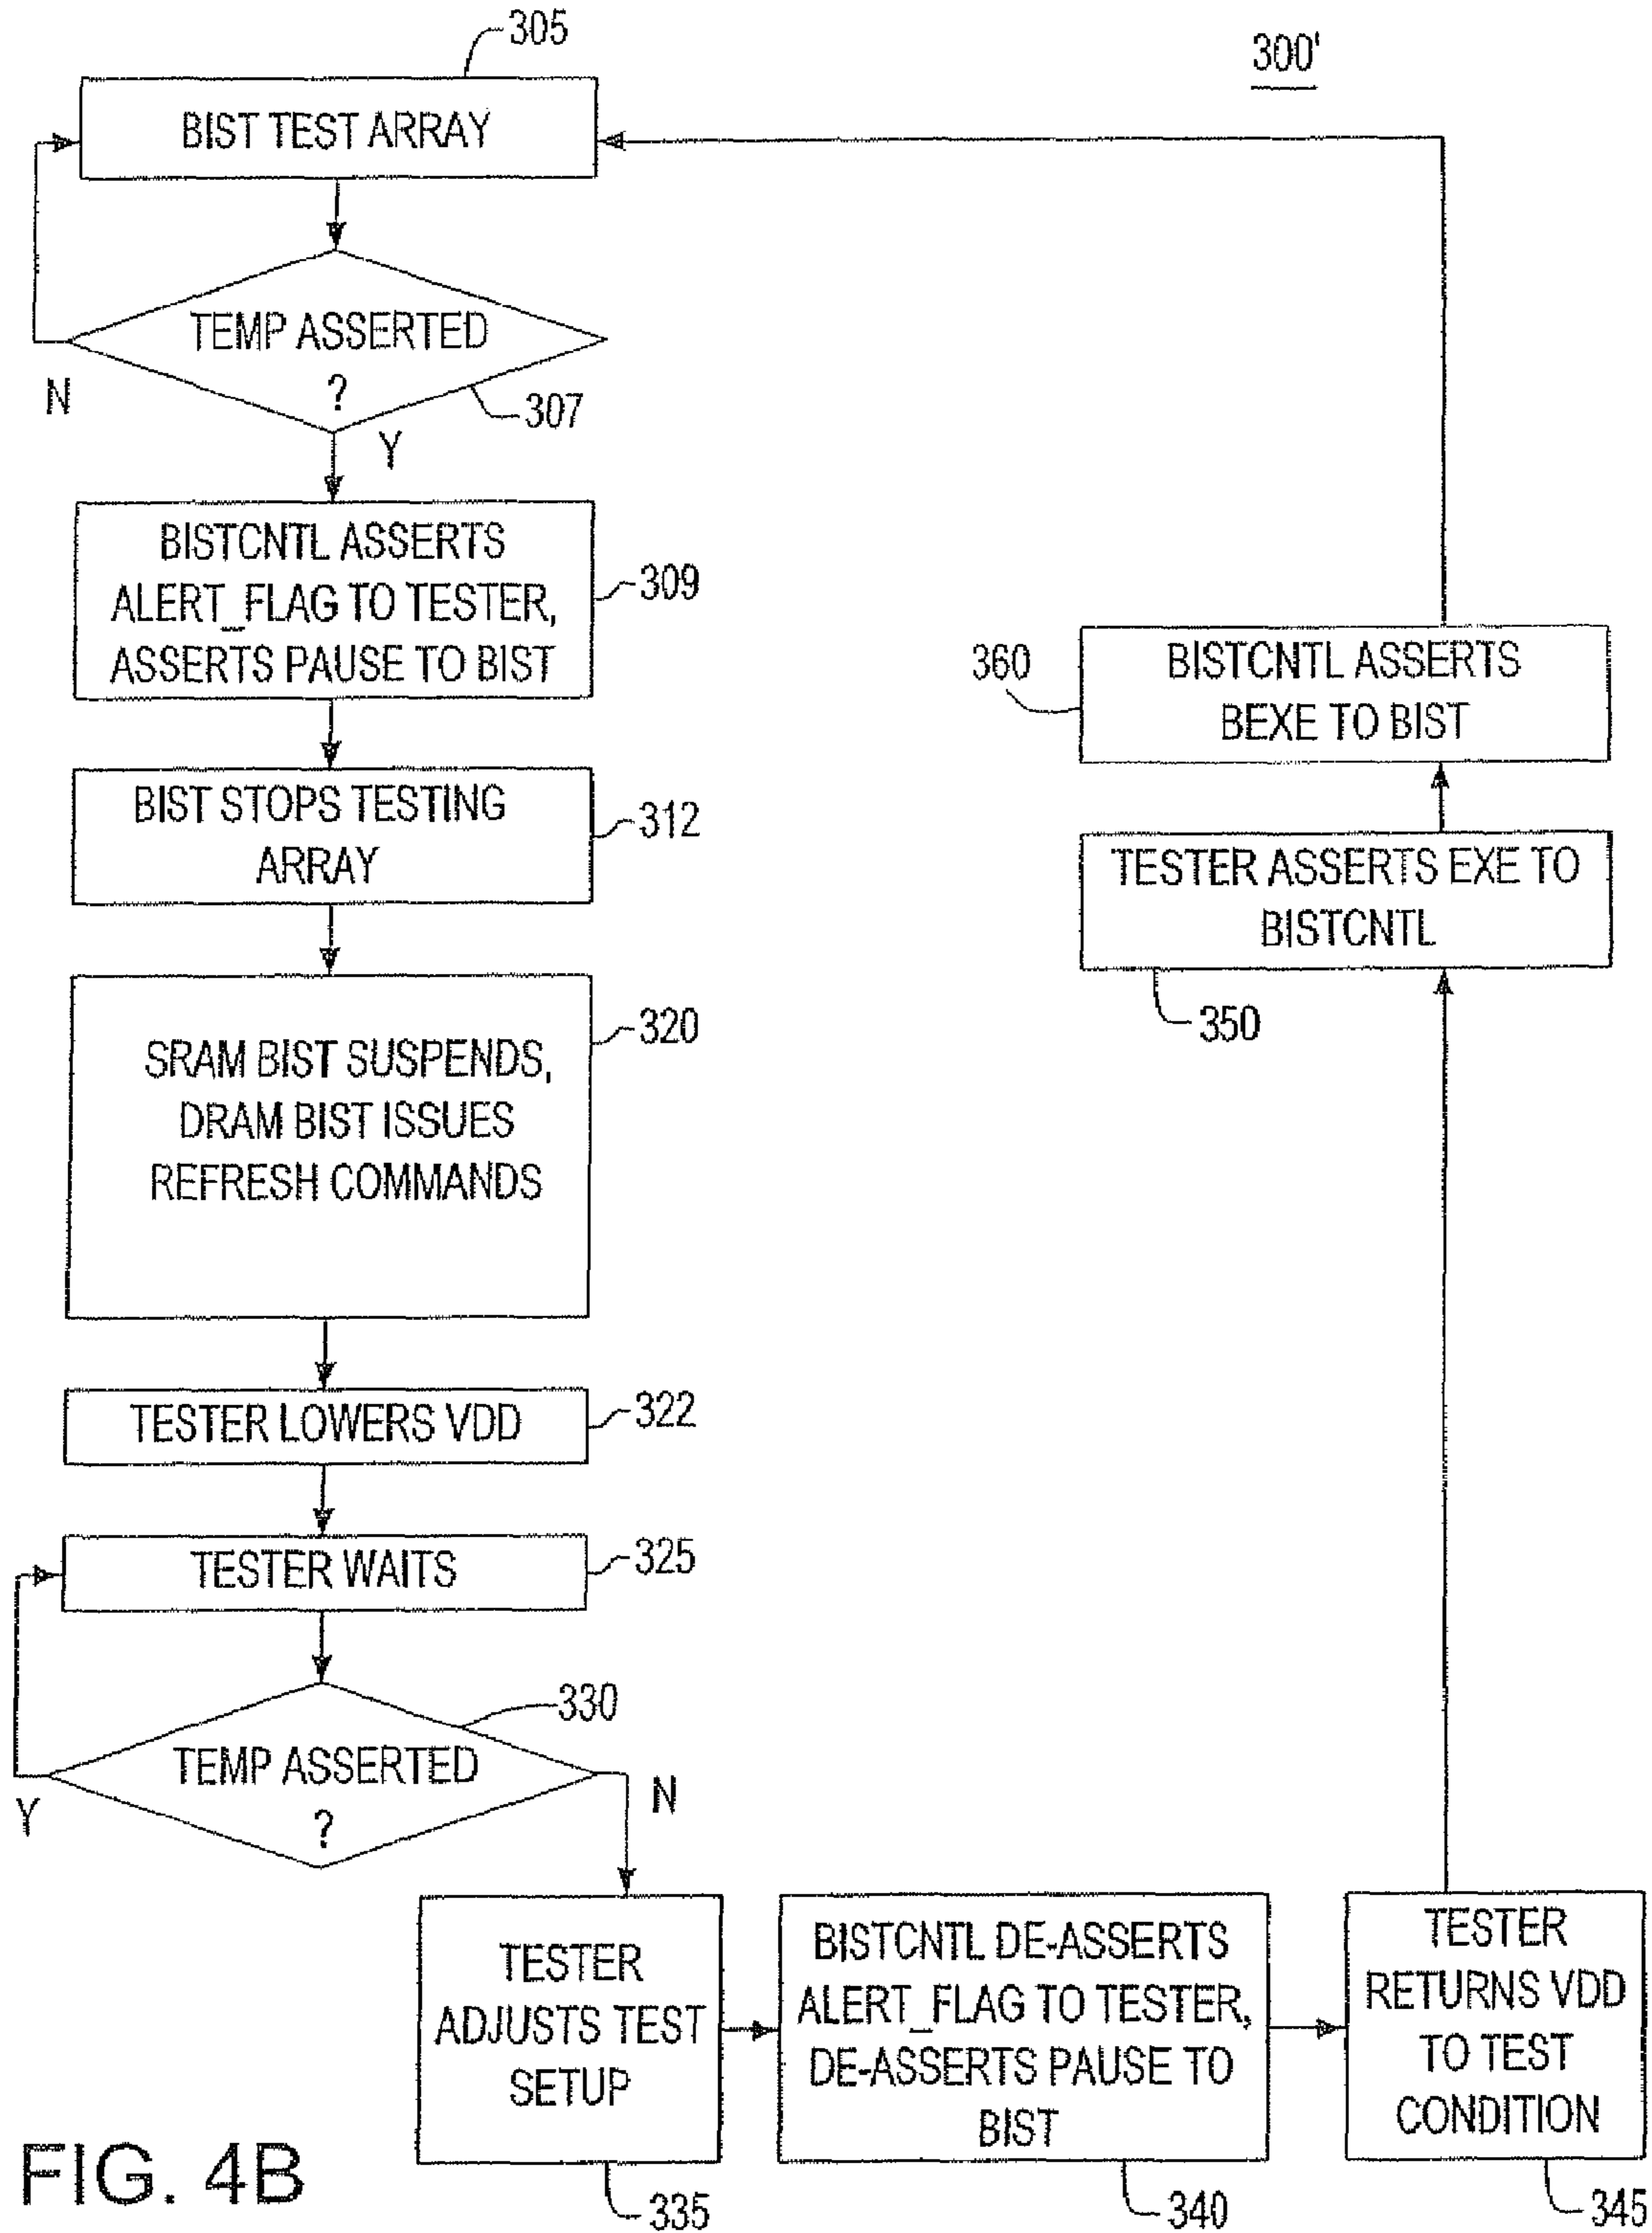 305
300'
BIST TEST ARRAY
TEMP ASSERTED
?
307
N
Y
BISTCNTL ASSERTS
ALERT_FLAG TO TESTER,
ASSERTS PAUSE TO BIST
309
BIST STOPS TESTING
ARRAY
312
SRAM BIST SUSPENDS,
DRAM BIST ISSUES
REFRESH COMMANDS
320
TESTER LOWERS VDD
322
TESTER WAITS
325
330
TEMP ASSERTED
?
Y
N
TESTER
ADJUSTS TEST
SETUP
335
BISTCNTL DE-ASSERTS
ALERT_FLAG TO TESTER,
DE-ASSERTS PAUSE TO
BIST
340
TESTER
RETURNS VDD
TO TEST
CONDITION
345
TESTER ASSERTS EXE TO
BISTCNTL
350
360
BISTCNTL ASSERTS
BEXE TO BIST
FIG. 4B